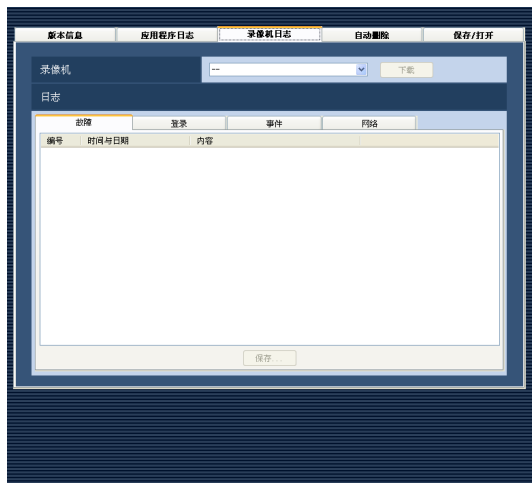 版本信息 应用程序日志 录像机日志 自动删除 保存/打开
录像机 -- 下载
日志
故障 登录 事件 网络
编号 时间与日期 内容
保存...